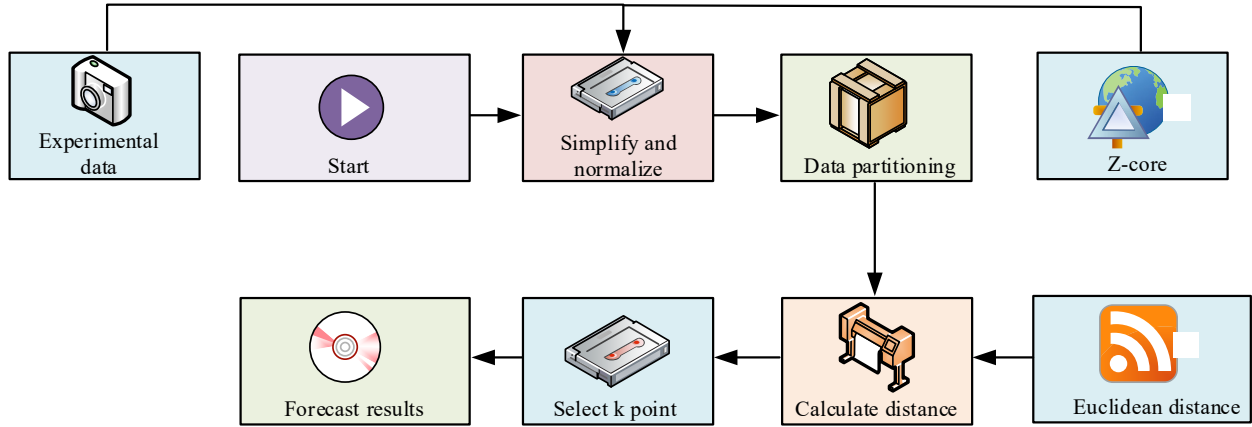 Experimental
data
Start
Simplify and
normalize
Data partitioning
Z-core
Forecast results
Select k point
Calculate distance
Euclidean distance